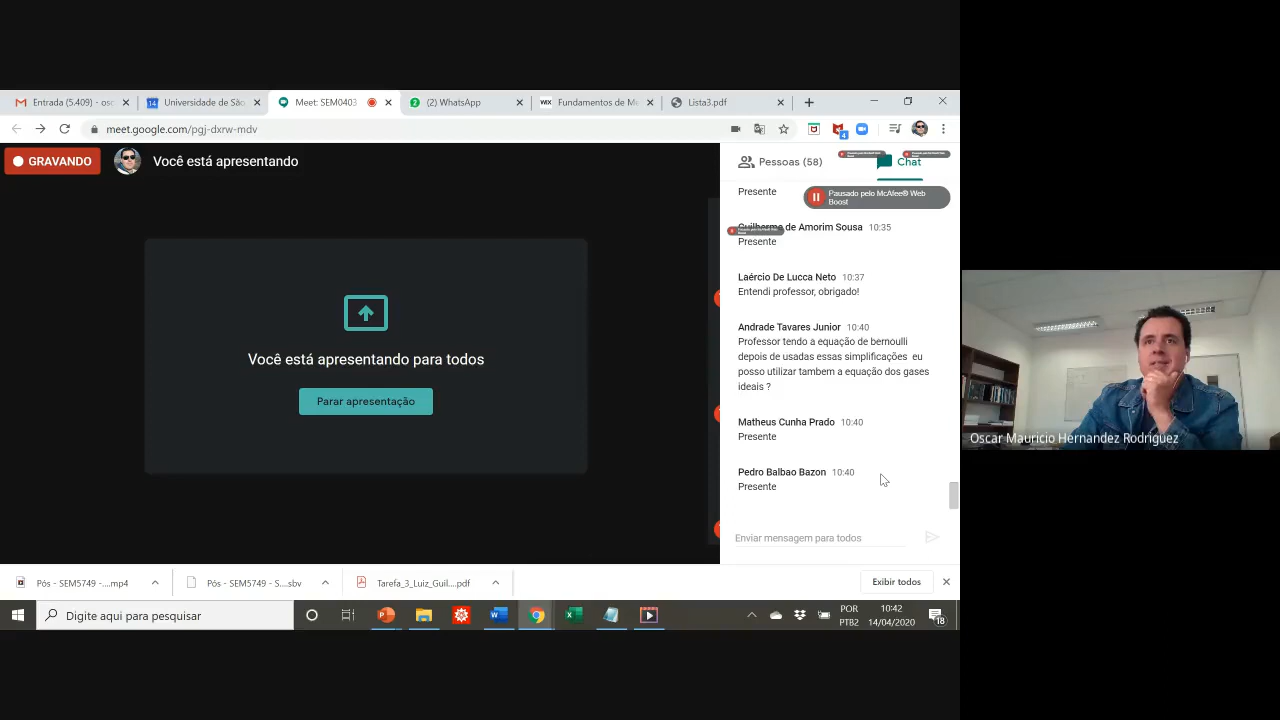 Entrada (5.409) - osc
Universidade de São
Meet: SEM0403
(2) WhatsApp
WIX Fundamentos de Me
Lista3.pdf
meet.google.com/pgj-dxrw-mdv
4
GRAVANDO
Você está apresentando
Pessoas (58)
Chat
Presente
Pausado pelo McAfee® Web
Boost
Guilherme de Amorim Sousa 10:35
Presente
Laércio De Lucca Neto 10:37
Entendi professor, obrigado!
Andrade Tavares Junior 10:40
Professor tendo a equação de bernoulli
depois de usadas essas simplificações eu
posso utilizar tambem a equação dos gases
ideais ?
Matheus Cunha Prado 10:40
Presente
Pedro Balbao Bazon 10:40
Presente
Enviar mensagem para todos
Você está apresentando para todos
Parar apresentação
Oscar Mauricio Hernandez Rodriguez
Pós - SEM5749 -....mp4
Pós - SEM5749 - S....sbv
Tarefa_3_Luiz_Guil....pdf
Exibir todos
Digite aqui para pesquisar
POR
PTB2
10:42
14/04/2020
18